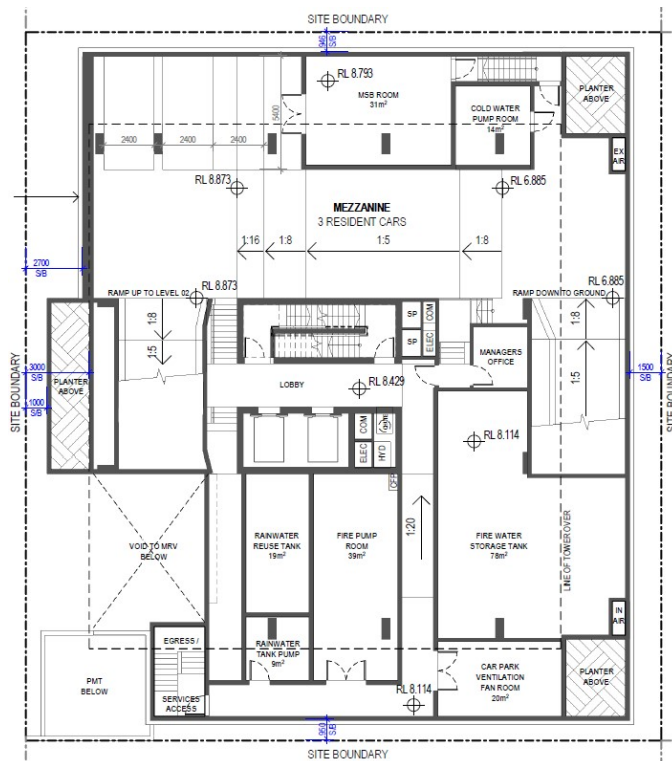 SITE BOUNDARY
S/B
RL 8.793
MSB ROOM
31m²
PLANTER
ABOVE
COLD WATER
PUMP ROOM
14m²
5400
2400
2400
2400
EX
AIR
RL 8.873
RL 6.885
MEZZANINE
3 RESIDENT CARS
1:16
1:8
1:5
1:8
2700
S/B
RAMP UP TO LEVEL 02
RL 8.873
RAMP DOWN TO GROUND
RL 6.885
1:8
1:5
SP
SP
COM
ELEC
1:8
1:5
MANAGERS
OFFICE
SITE BOUNDARY
3000
S/B
PLANTER
ABOVE
1000
S/B
LOBBY
RL 8.429
1500
S/B
SITE BOUNDARY
COM
ELEC
HYD
RL 8.114
CFP
1:20
RAINWATER
REUSE TANK
19m²
FIRE PUMP
ROOM
39m²
FIRE WATER
STORAGE TANK
78m²
LINE OF TOWER OVER
VOID TO MRV
BELOW
IN
AIR
EGRESS /
SERVICES
ACCESS
RAINWATER
TANK PUMP
9m²
PMT
BELOW
CAR PARK
VENTILATION
FAN ROOM
20m²
PLANTER
ABOVE
RL 8.114
950
S/B
SITE BOUNDARY